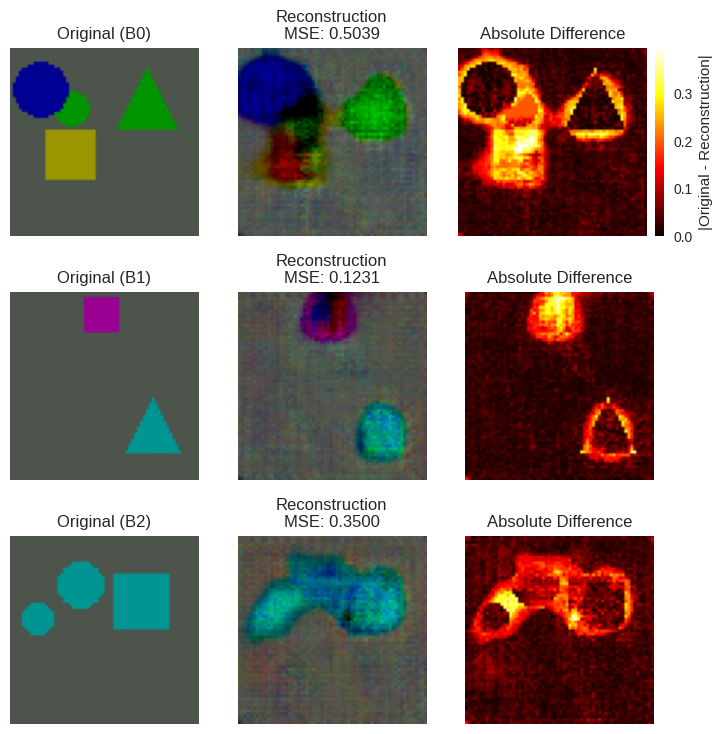 Original (B0)
Reconstruction
MSE: 0.5039
Absolute Difference
0.3
0.2
0.1
0.0
|Original - Reconstruction|
Original (B1)
Reconstruction
MSE: 0.1231
Absolute Difference
Original (B2)
Reconstruction
MSE: 0.3500
Absolute Difference